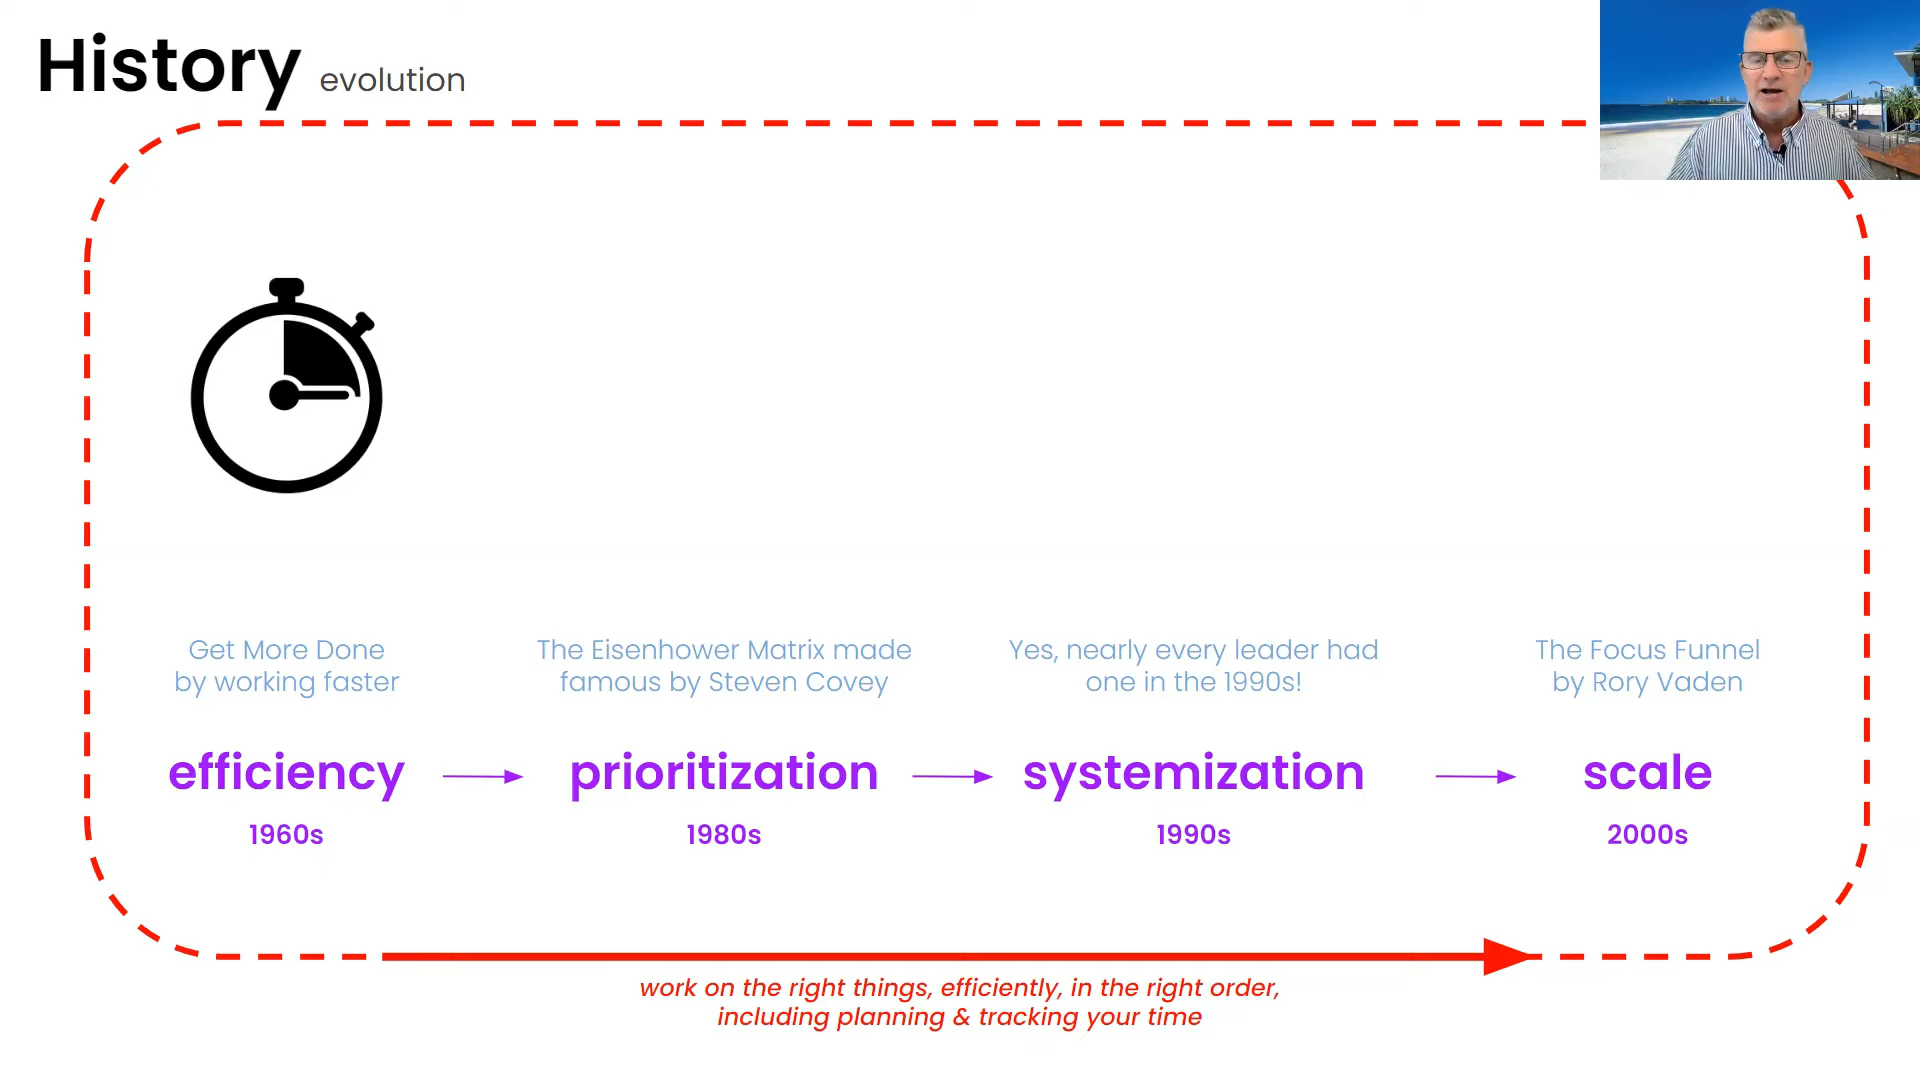 History evolution
Get More Done
by working faster
The Eisenhower Matrix made
famous by Steven Covey
Yes, nearly every leader had
one in the 1990s!
The Focus Funnel
by Rory Vaden
efficiency
prioritization
systemization
scale
1960s
1980s
1990s
2000s
work on the right things, efficiently, in the right order,
including planning & tracking your time